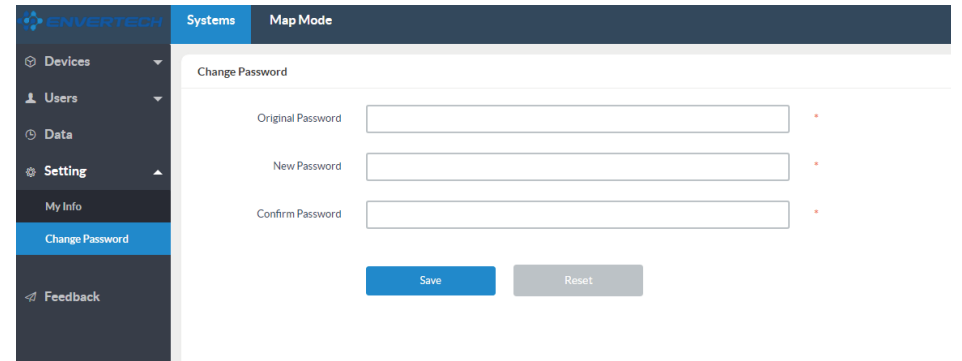 ENVERTECH
Systems Map Mode
Devices
Users
Data
Setting
My Info
Change Password
Feedback
Change Password
Original Password *
New Password *
Confirm Password *
Save Reset